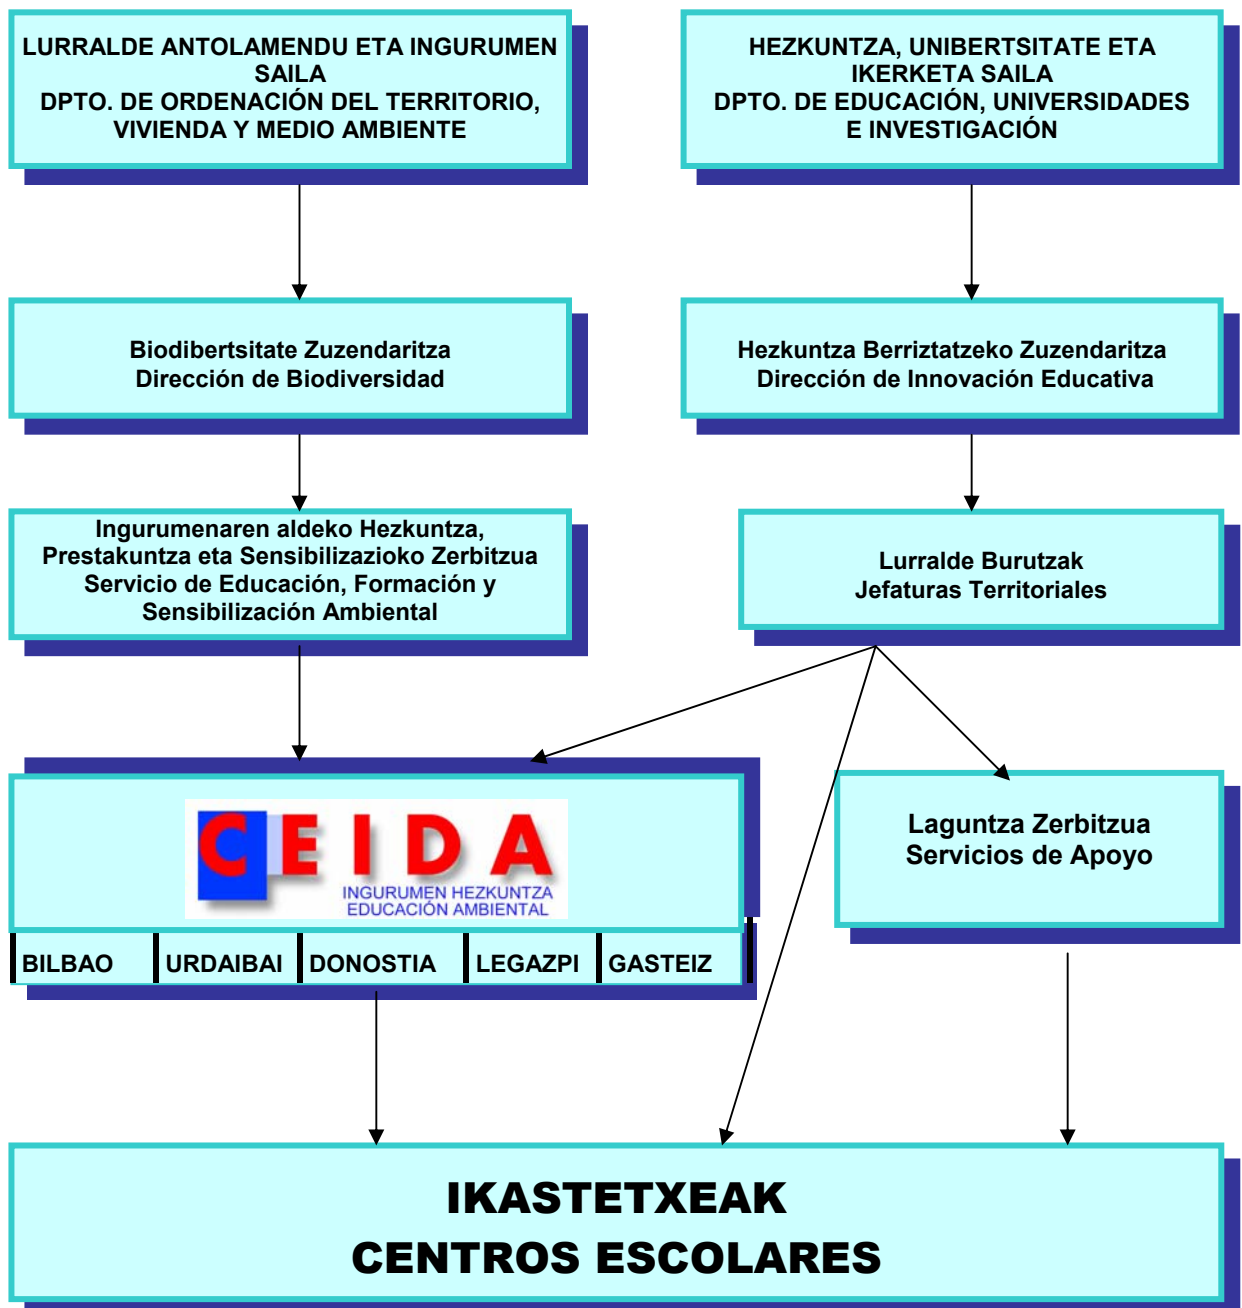 LURRALDE ANTOLAMENDU ETA INGURUMEN
SAILA
DPTO. DE ORDENACIÓN DEL TERRITORIO,
VIVIENDA Y MEDIO AMBIENTE
HEZKUNTZA, UNIBERTSITATE ETA
IKERKETA SAILA
DPTO. DE EDUCACIÓN, UNIVERSIDADES
E INVESTIGACIÓN
Biodibertsitate Zuzendaritza
Dirección de Biodiversidad
Hezkuntza Berriztatzeko Zuzendaritza
Dirección de Innovación Educativa
Ingurumenaren aldeko Hezkuntza,
Prestakuntza eta Sensibilizazioko Zerbitzua
Servicio de Educación, Formación y
Sensibilización Ambiental
Lurralde Burutzak
Jefaturas Territoriales
CEIDA
INGURUMEN HEZKUNTZA
EDUCACIÓN AMBIENTAL
BILBAO URDAIBAI DONOSTIA LEGAZPI GASTEIZ
Laguntza Zerbitzua
Servicios de Apoyo
IKASTETXEAK
CENTROS ESCOLARES